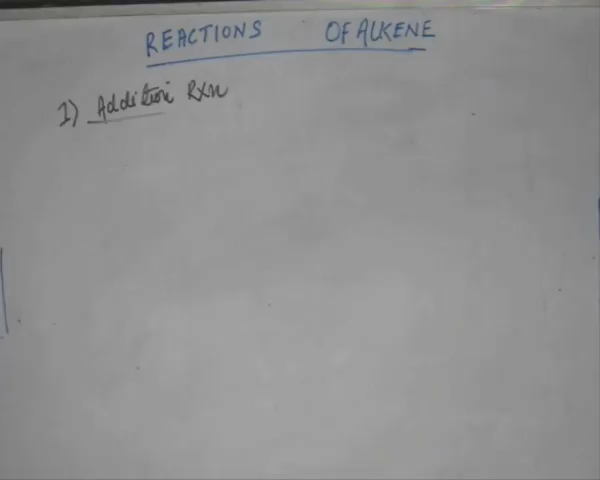 REACTIONS OF ALKENE
1) Addition Rxn